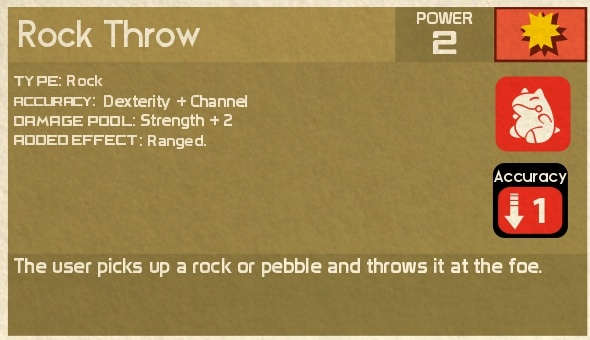 Rock Throw
POWER
2
TYPE: Rock
ACCURACY: Dexterity + Channel
DAMAGE POOL: Strength + 2
ADDED EFFECT: Ranged.
Accuracy
1
The user picks up a rock or pebble and throws it at the foe.